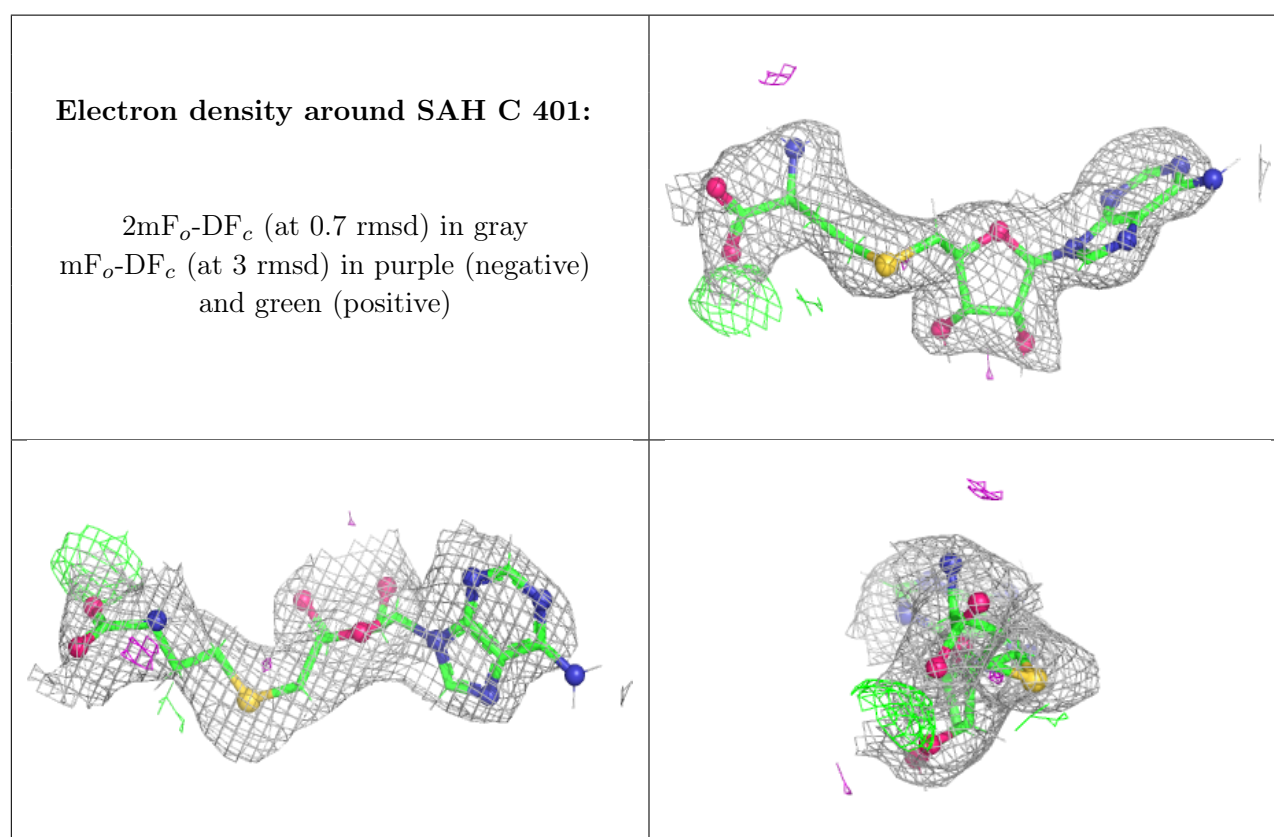 Electron density around SAH C 401:
2mFo-DFc (at 0.7 rmsd) in gray
mFo-DFc (at 3 rmsd) in purple (negative)
and green (positive)